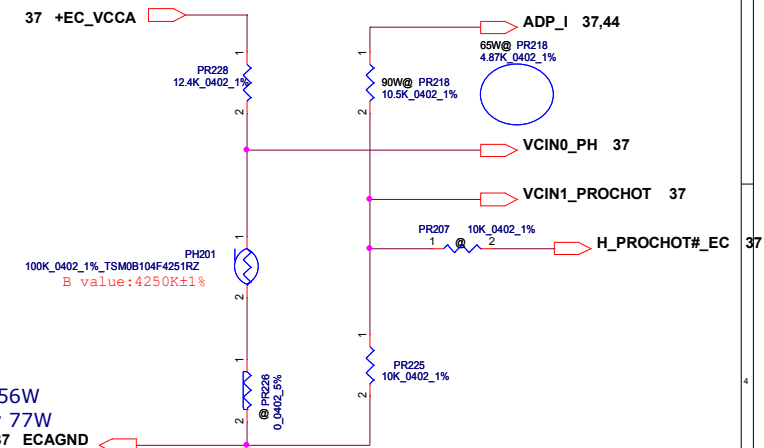 37 +EC_VCCA
ADP_I 37,44
65W@ PR218
4.87K_0402_1%
1
1
PR228
12.4K_0402_1%
90W@ PR218
10.5K_0402_1%
2
2
VCIN0_PH 37
VCIN1_PROCHOT 37
PR207 10K_0402_1%
1 @ 2
H_PROCHOT#_EC 37
1
PH201
100K_0402_1%_TSM0B104F4251RZ
B value:4250K±1%
2
1
1
PR225
10K_0402_1%
@ PR226
0_0402_5%
2
2
4
56W
77W
37 ECAGND